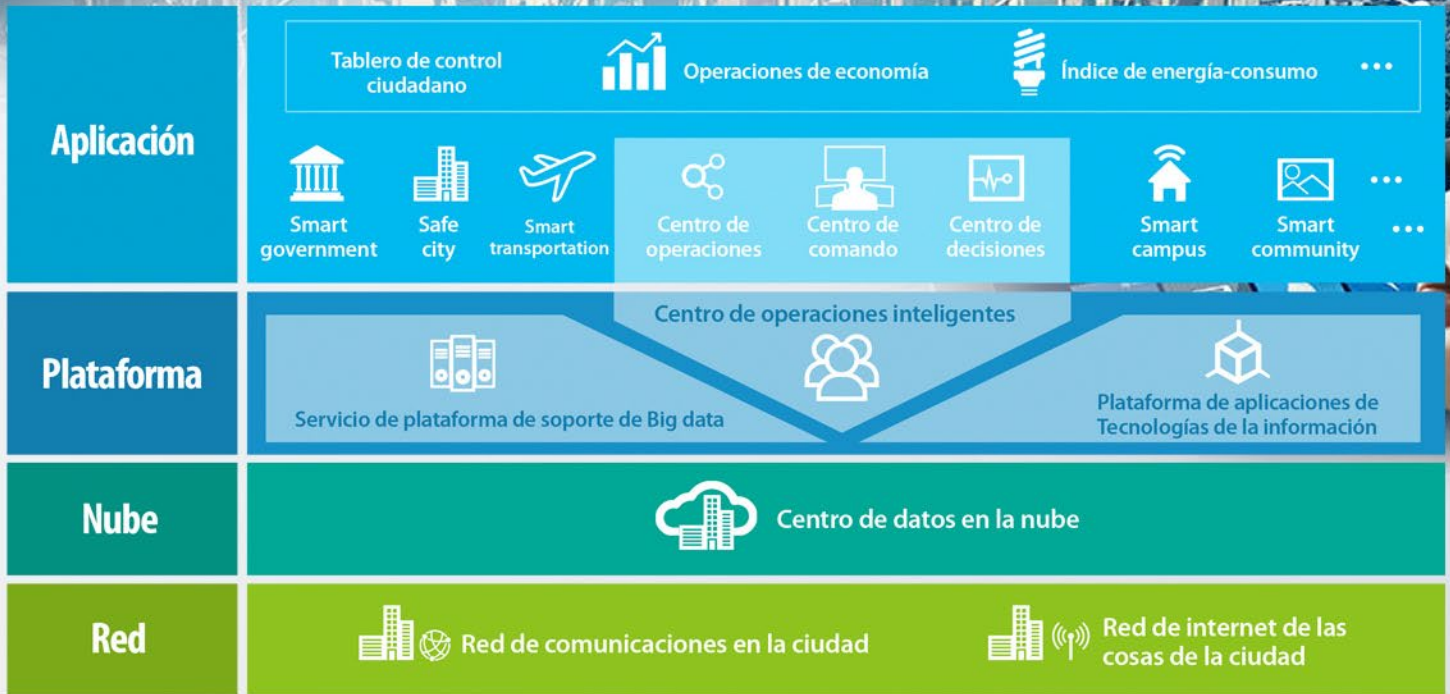 Aplicación
Tablero de control
ciudadano
Operaciones de economía
Índice de energía-consumo
...
Smart
government
Safe
city
Smart
transportation
Centro de
operaciones
Centro de
comando
Centro de
decisiones
Smart
campus
Smart
community
...
...
Plataforma
Centro de operaciones inteligentes
Servicio de plataforma de soporte de Big data
Plataforma de aplicaciones de
Tecnologías de la información
Nube
Centro de datos en la nube
Red
Red de comunicaciones en la ciudad
Red de internet de las
cosas de la ciudad